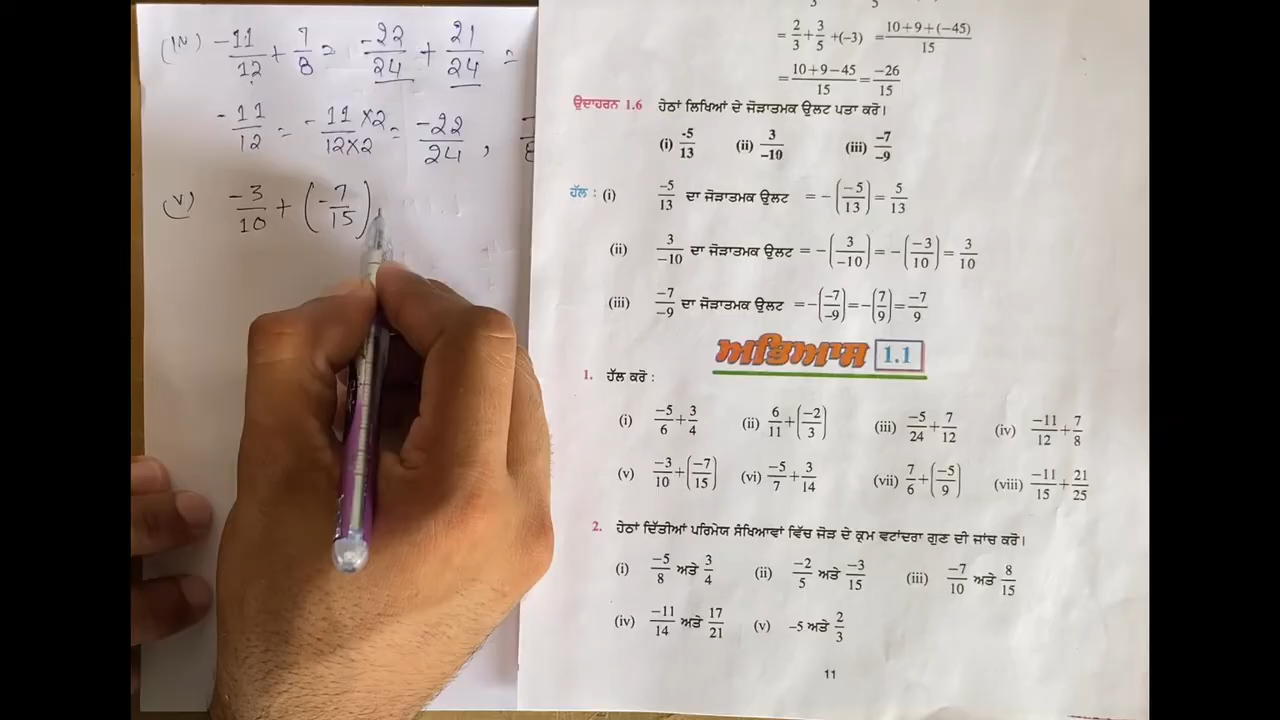 (iv) -11/12 + 7/8 = -22/24 + 21/24 =
-11/12 = -11×2/12×2 = -22/24 ,
(v) -3/10 + (-7/15)
= 2/3 + 3/5 +(-3) = 10+9+(-45)/15
= 10+9-45/15 = -26/15
ਉਦਾਹਰਨ 1.6 ਹੇਠਾਂ ਲਿਖਿਆਂ ਦੇ ਜੋੜਾਤਮਕ ਉਲਟ ਪਤਾ ਕਰੋ।
(i) -5/13 (ii) 3/-10 (iii) -7/-9
ਹੱਲ : (i) -5/13 ਦਾ ਜੋੜਾਤਮਕ ਉਲਟ = -(-5/13) = 5/13
(ii) 3/-10 ਦਾ ਜੋੜਾਤਮਕ ਉਲਟ = -(3/-10) = -(-3/10) = 3/10
(iii) -7/-9 ਦਾ ਜੋੜਾਤਮਕ ਉਲਟ = -(-7/-9) = -(7/9) = -7/9
ਅਭਿਆਸ 1.1
1. ਹੱਲ ਕਰੋ :
(i) -5/6 + 3/4 (ii) 6/11 + (-2/3) (iii) -5/24 + 7/12 (iv) -11/12 + 7/8
(v) -3/10 + (-7/15) (vi) -5/7 + 3/14 (vii) 7/6 + (-5/9) (viii) -11/15 + 21/25
2. ਹੇਠਾਂ ਦਿੱਤੀਆਂ ਪਰਿਮੇਯ ਸੰਖਿਆਵਾਂ ਵਿੱਚ ਜੋੜ ਦੇ ਕ੍ਰਮ ਵਟਾਂਦਰਾ ਗੁਣ ਦੀ ਜਾਂਚ ਕਰੋ।
(i) -5/8 ਅਤੇ 3/4 (ii) -2/5 ਅਤੇ -3/15 (iii) -7/10 ਅਤੇ 8/15
(iv) -11/14 ਅਤੇ 17/21 (v) -5 ਅਤੇ 2/3
11